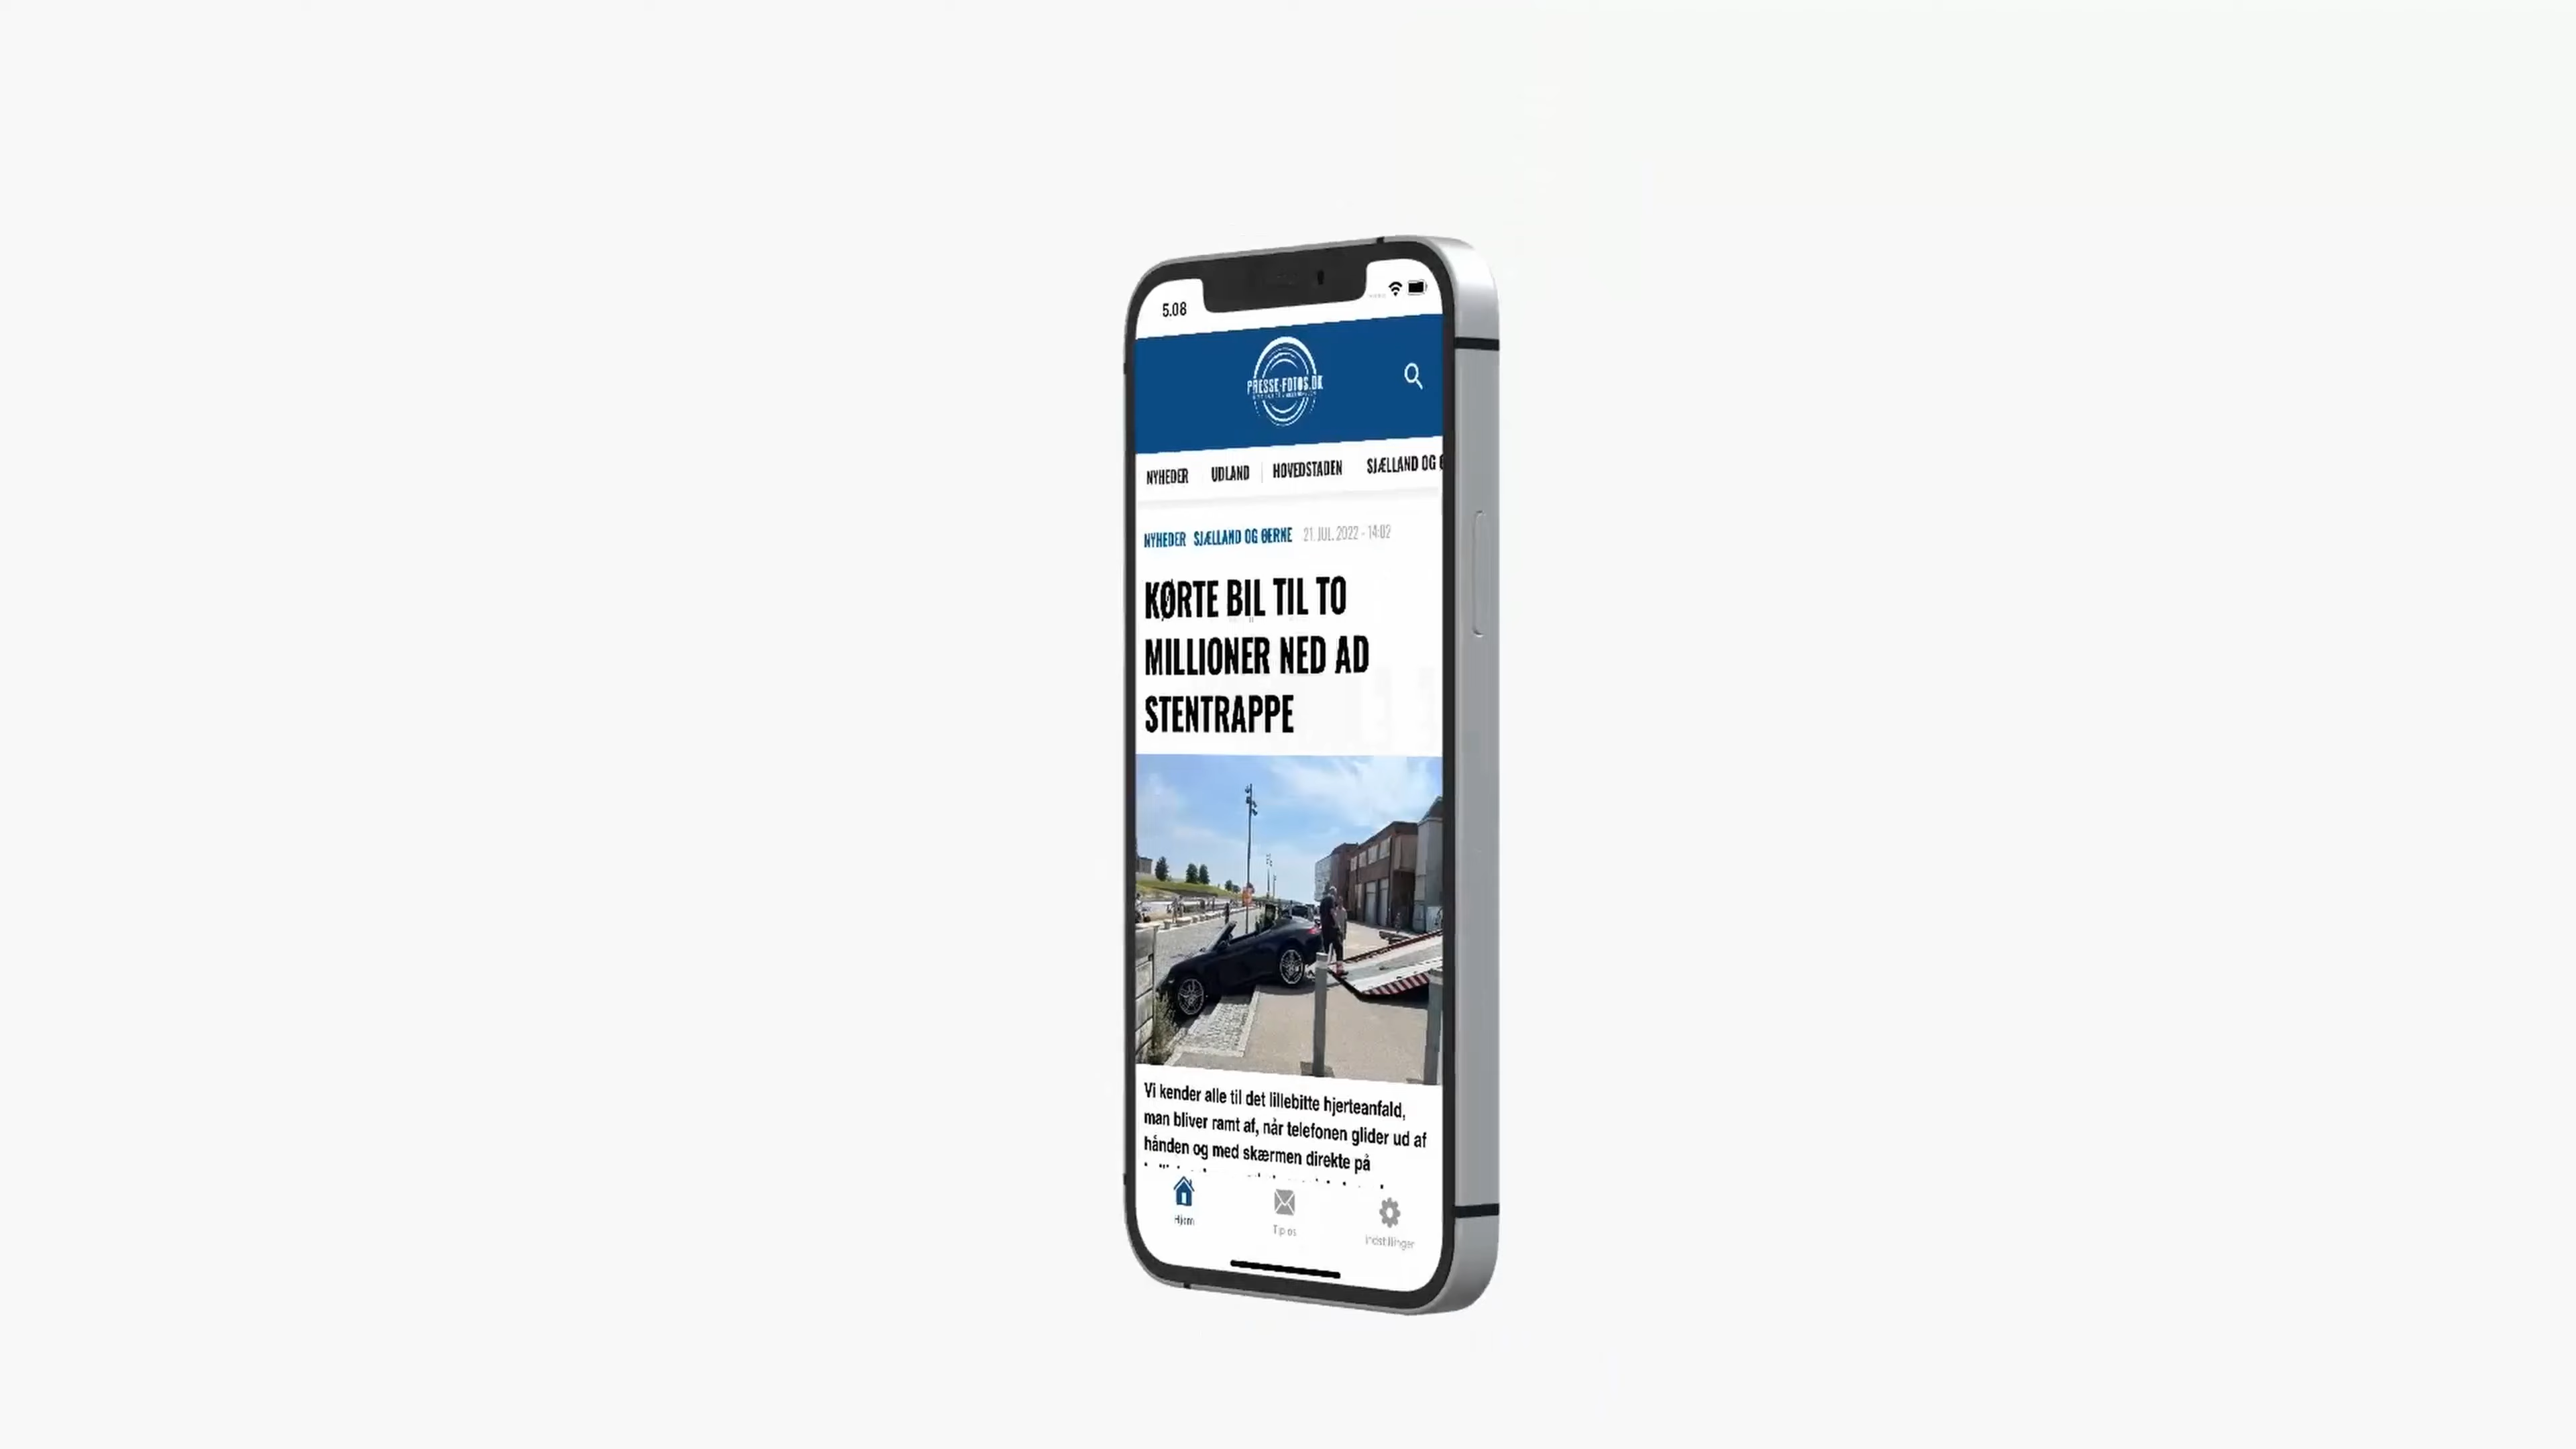 5.08
PRESSE-FOTOS.DK
NYHEDER UDLAND HOVEDSTADEN SJÆLLAND OG
NYHEDER SJÆLLAND OG ØERNE 21. JUL. 2022 - 14:02
KØRTE BIL TIL TO
MILLIONER NED AD
STENTRAPPE
Vi kender alle til det lillebitte hjerteanfald,
man bliver ramt af, når telefonen glider ud af
hånden og med skærmen direkte på
Hjem
Tip os
Indstillinger